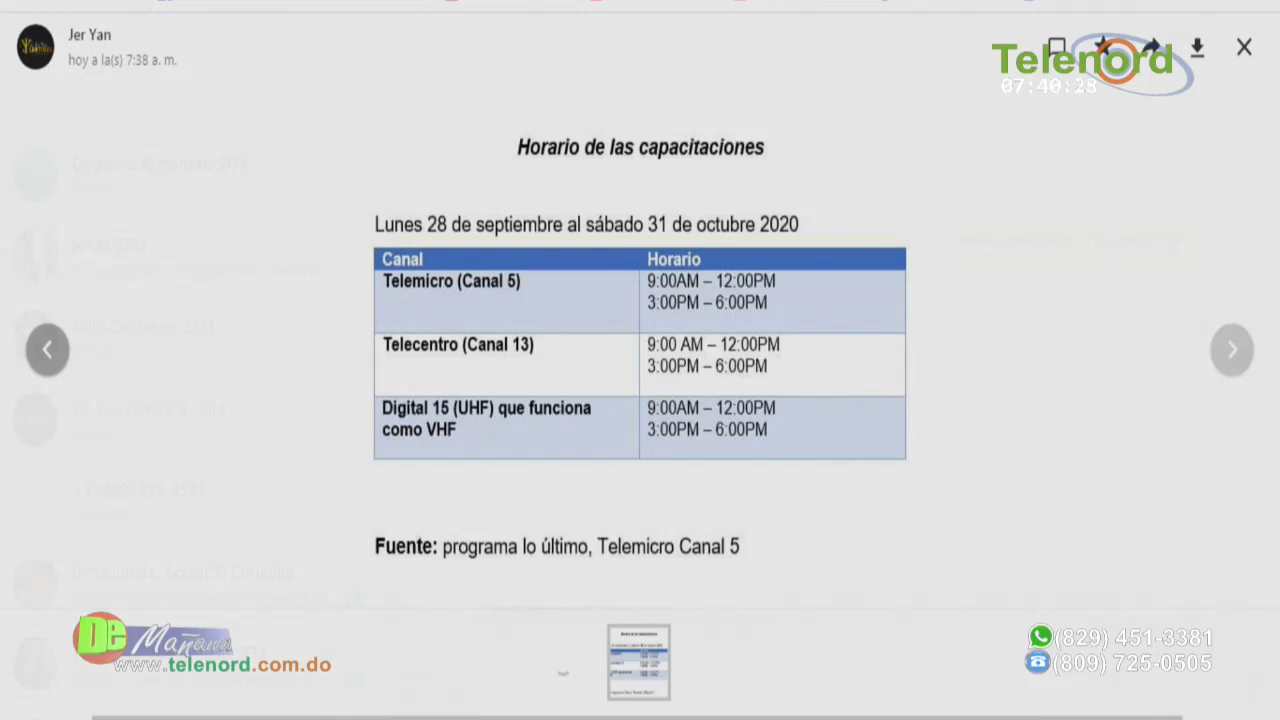 Jer Yan
hoy a la(s) 7:38 a. m.
Telenord
07:40:28
Horario de las capacitaciones
Lunes 28 de septiembre al sábado 31 de octubre 2020
Canal Horario
Telemicro (Canal 5) 9:00AM – 12:00PM
3:00PM – 6:00PM
Telecentro (Canal 13) 9:00 AM – 12:00PM
3:00PM – 6:00PM
Digital 15 (UHF) que funciona 9:00AM – 12:00PM
como VHF 3:00PM – 6:00PM
Fuente: programa lo último, Telemicro Canal 5
De Mañana
www.telenord.com.do
(829) 451-3381
(809) 725-0505